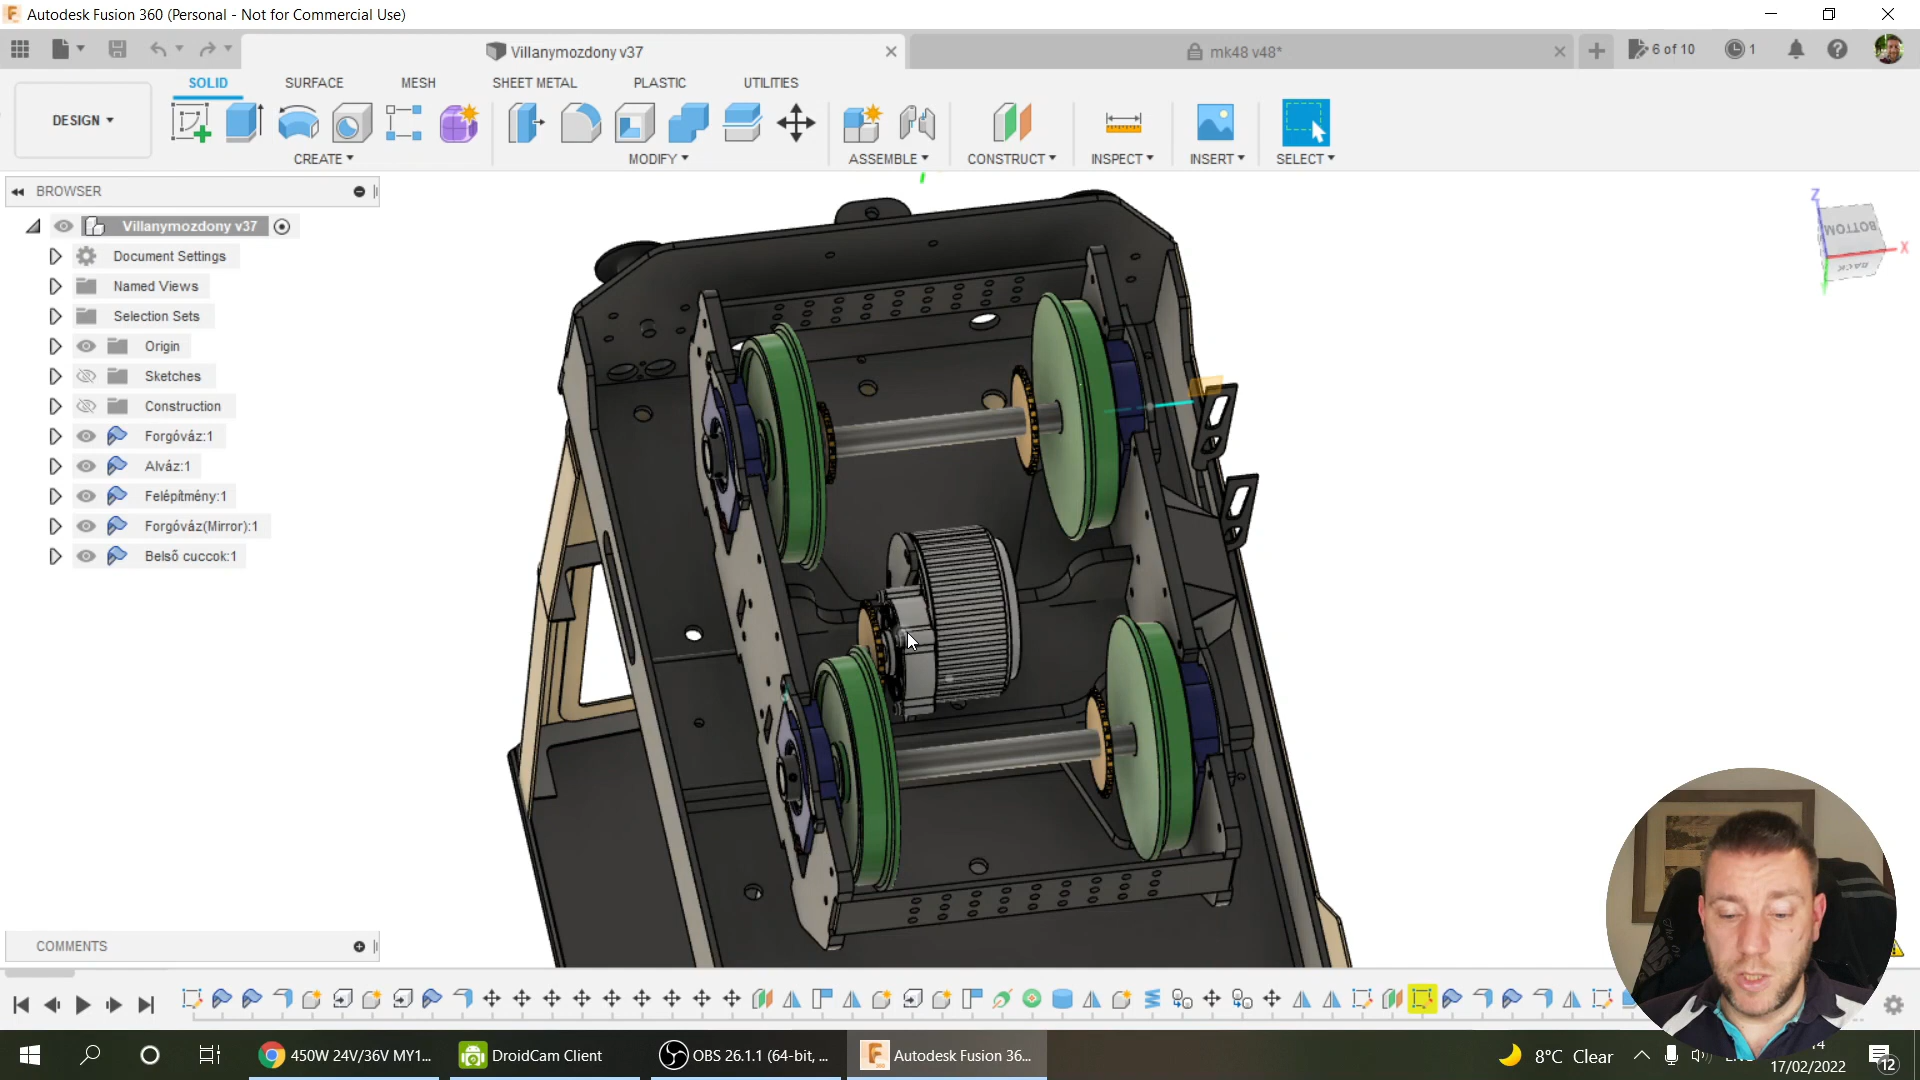 Autodesk Fusion 360 (Personal - Not for Commercial Use)
Villanymozdony v37
mk48 v48*
6 of 10
1
SOLID
SURFACE
MESH
SHEET METAL
PLASTIC
UTILITIES
DESIGN
CREATE
MODIFY
ASSEMBLE
CONSTRUCT
INSPECT
INSERT
SELECT
BROWSER
Villanymozdony v37
Document Settings
Named Views
Selection Sets
Origin
Sketches
Construction
Forgóváz:1
Alváz:1
Felépítmény:1
Forgóváz(Mirror):1
Belső cuccok:1
Z
BOTTOM
X
BACK
COMMENTS
450W 24V/36V MY1...
DroidCam Client
OBS 26.1.1 (64-bit, ...
Autodesk Fusion 36...
8°C Clear
17/02/2022
12